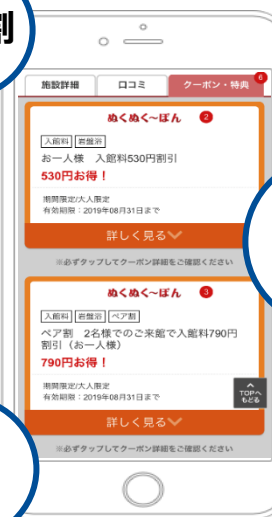 割
施設詳細 口コミ クーポン・特典 6
ぬくぬく～ぽん 2
入館料 岩盤浴
お一人様 入館料530円割引
530円お得！
期間限定/大人限定
有効期限：2019年08月31日まで
詳しく見る
※必ずタップしてクーポン詳細をご確認ください
ぬくぬく～ぽん 3
入館料 岩盤浴 ペア割
ペア割 2名様でのご来館で入館料790円
割引（お一人様）
790円お得！
期間限定/大人限定
有効期限：2019年08月31日まで
TOPへ
もどる
詳しく見る
※必ずタップしてクーポン詳細をご確認ください